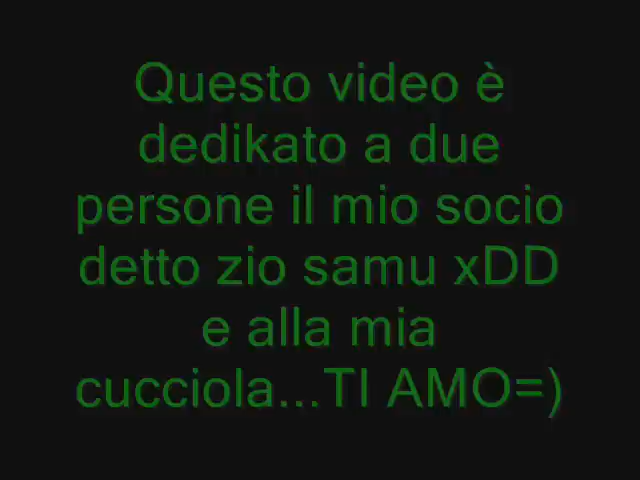 Questo video è
dedikato a due
persone il mio socio
detto zio samu xDD
e alla mia
cucciola...TI AMO=)